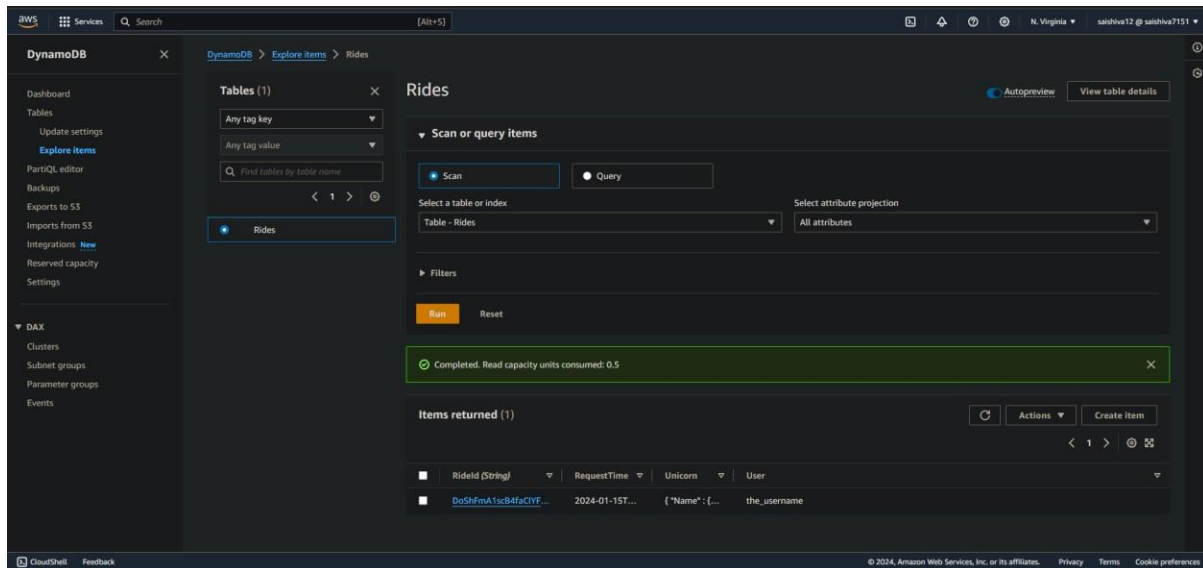 aws Services Search [Alt+S] N. Virginia saishiva12 @ saishiva7151
DynamoDB
Dashboard
Tables
Update settings
Explore items
PartiQL editor
Backups
Exports to S3
Imports from S3
Integrations New
Reserved capacity
Settings
DAX
Clusters
Subnet groups
Parameter groups
Events
DynamoDB > Explore items > Rides
Tables (1)
Any tag key
Any tag value
Find tables by table name
1
Rides
Rides
Autopreview View table details
Scan or query items
Scan Query
Select a table or index Select attribute projection
Table - Rides All attributes
Filters
Run Reset
Completed. Read capacity units consumed: 0.5
Items returned (1) Actions Create item
1
RideId (String) RequestTime Unicorn User
2024-01-15T... { "Name" : {... the_username
CloudShell Feedback © 2024, Amazon Web Services, Inc. or its affiliates. Privacy Terms Cookie preferences